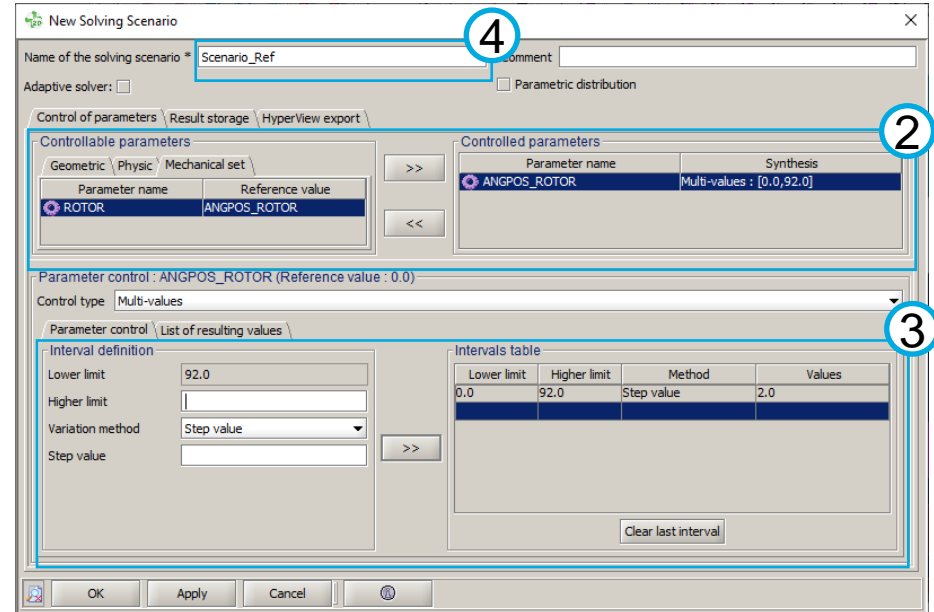 New Solving Scenario
4
Name of the solving scenario * Scenario_Ref Comment
Adaptive solver: Parametric distribution
Control of parameters Result storage HyperView export
2
Controllable parameters Controlled parameters
Geometric Physic Mechanical set >> Parameter name Synthesis
Parameter name Reference value ANGPOS_ROTOR Multi-values : [0.0,92.0]
ROTOR ANGPOS_ROTOR
<<
Parameter control : ANGPOS_ROTOR (Reference value : 0.0)
Control type Multi-values
3
Parameter control List of resulting values
Interval definition Intervals table
Lower limit 92.0 Lower limit Higher limit Method Values
Higher limit 0.0 92.0 Step value 2.0
Variation method Step value
Step value >>
Clear last interval
OK Apply Cancel